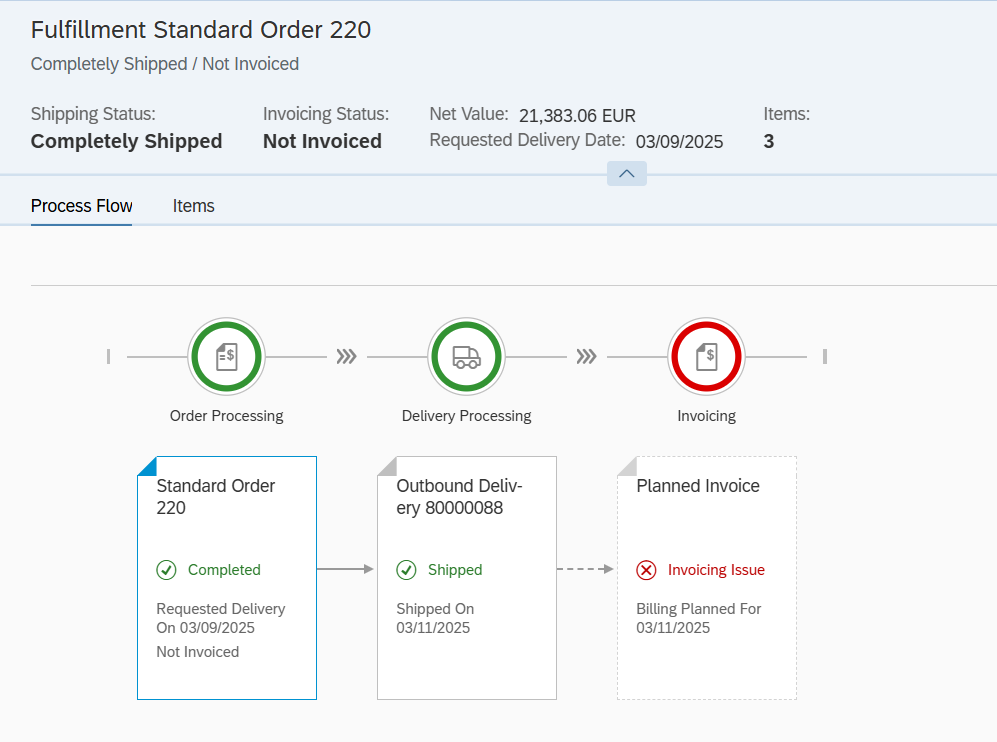 Fulfillment Standard Order 220
Completely Shipped / Not Invoiced
Shipping Status:
Completely Shipped
Invoicing Status:
Not Invoiced
Net Value: 21,383.06 EUR
Requested Delivery Date: 03/09/2025
Items:
3
Process Flow
Items
Order Processing
Delivery Processing
Invoicing
Standard Order
220
Completed
Requested Delivery
On 03/09/2025
Not Invoiced
Outbound Deliv-
ery 80000088
Shipped
Shipped On
03/11/2025
Planned Invoice
Invoicing Issue
Billing Planned For
03/11/2025